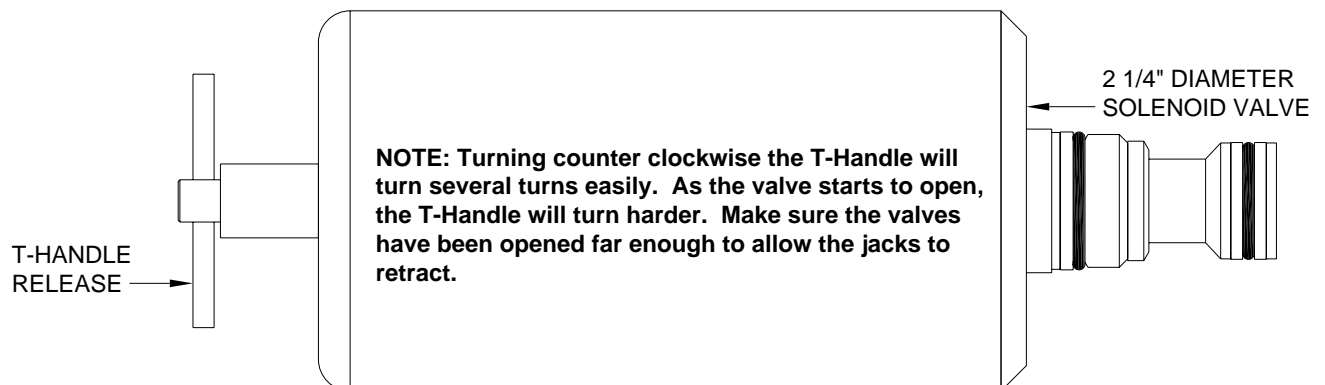 2 1/4" DIAMETER
SOLENOID VALVE
NOTE: Turning counter clockwise the T-Handle will
turn several turns easily.  As the valve starts to open,
the T-Handle will turn harder.  Make sure the valves
have been opened far enough to allow the jacks to
retract.
T-HANDLE
RELEASE